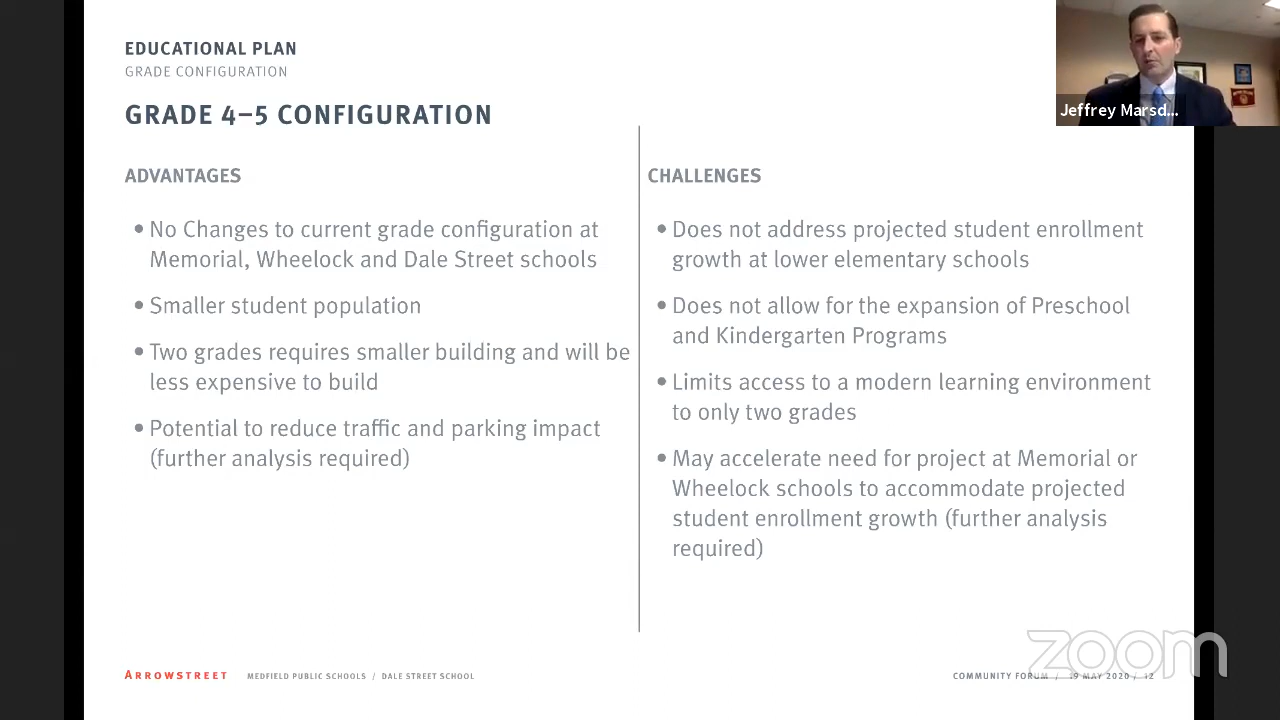 EDUCATIONAL PLAN
GRADE CONFIGURATION
GRADE 4–5 CONFIGURATION
Jeffrey Marsd...
ADVANTAGES
• No Changes to current grade configuration at
Memorial, Wheelock and Dale Street schools
• Smaller student population
• Two grades requires smaller building and will be
less expensive to build
• Potential to reduce traffic and parking impact
(further analysis required)
CHALLENGES
• Does not address projected student enrollment
growth at lower elementary schools
• Does not allow for the expansion of Preschool
and Kindergarten Programs
• Limits access to a modern learning environment
to only two grades
• May accelerate need for project at Memorial or
Wheelock schools to accommodate projected
student enrollment growth (further analysis
required)
zoom
ARROWSTREET MEDFIELD PUBLIC SCHOOLS / DALE STREET SCHOOL
COMMUNITY FORUM / 19 MAY 2020 / 12